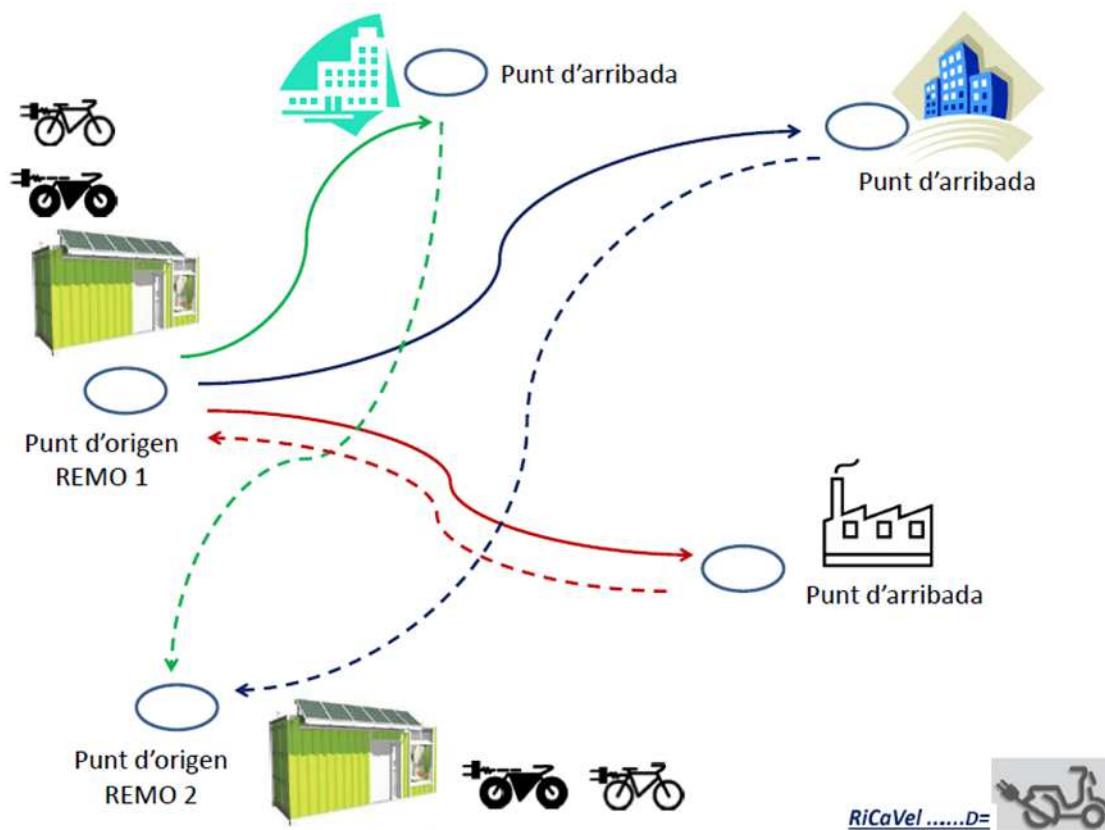 Punt d'arribada
Punt d'arribada
Punt d'origen
REMO 1
Punt d'arribada
Punt d'origen
REMO 2
RiCaVel ......D=